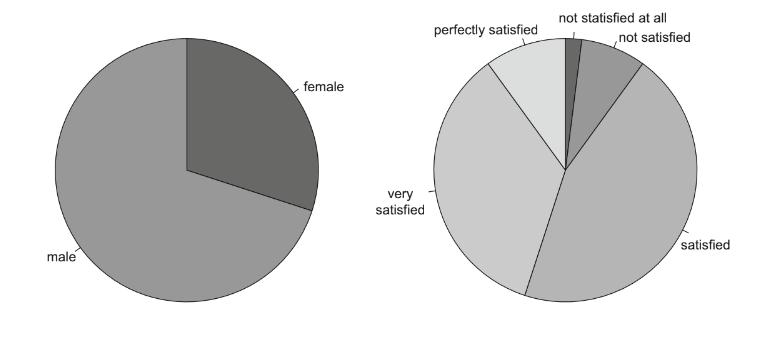 female
male
not statisfied at all
perfectly satisfied
not satisfied
very
satisfied
satisfied